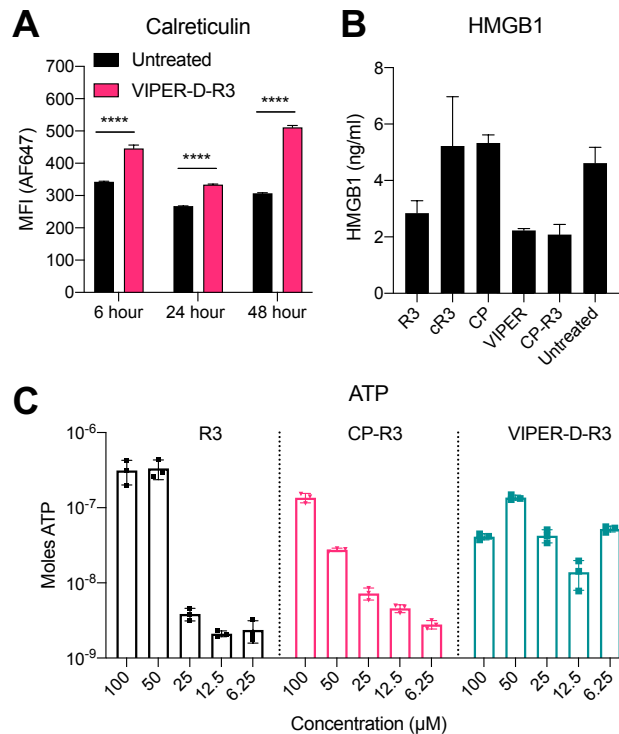 A
Calreticulin
Untreated
VIPER-D-R3
****
****
****
MFI (AF647)
700
600
500
400
300
200
100
0
6 hour
24 hour
48 hour
B
HMGB1
HMGB1 (ng/ml)
8
6
4
2
0
R3
cR3
CP
VIPER
CP-R3
Untreated
C
ATP
R3
CP-R3
VIPER-D-R3
Moles ATP
10⁻⁶
10⁻⁷
10⁻⁸
10⁻⁹
100
50
25
12.5
6.25
100
50
25
12.5
6.25
100
50
25
12.5
6.25
Concentration (µM)